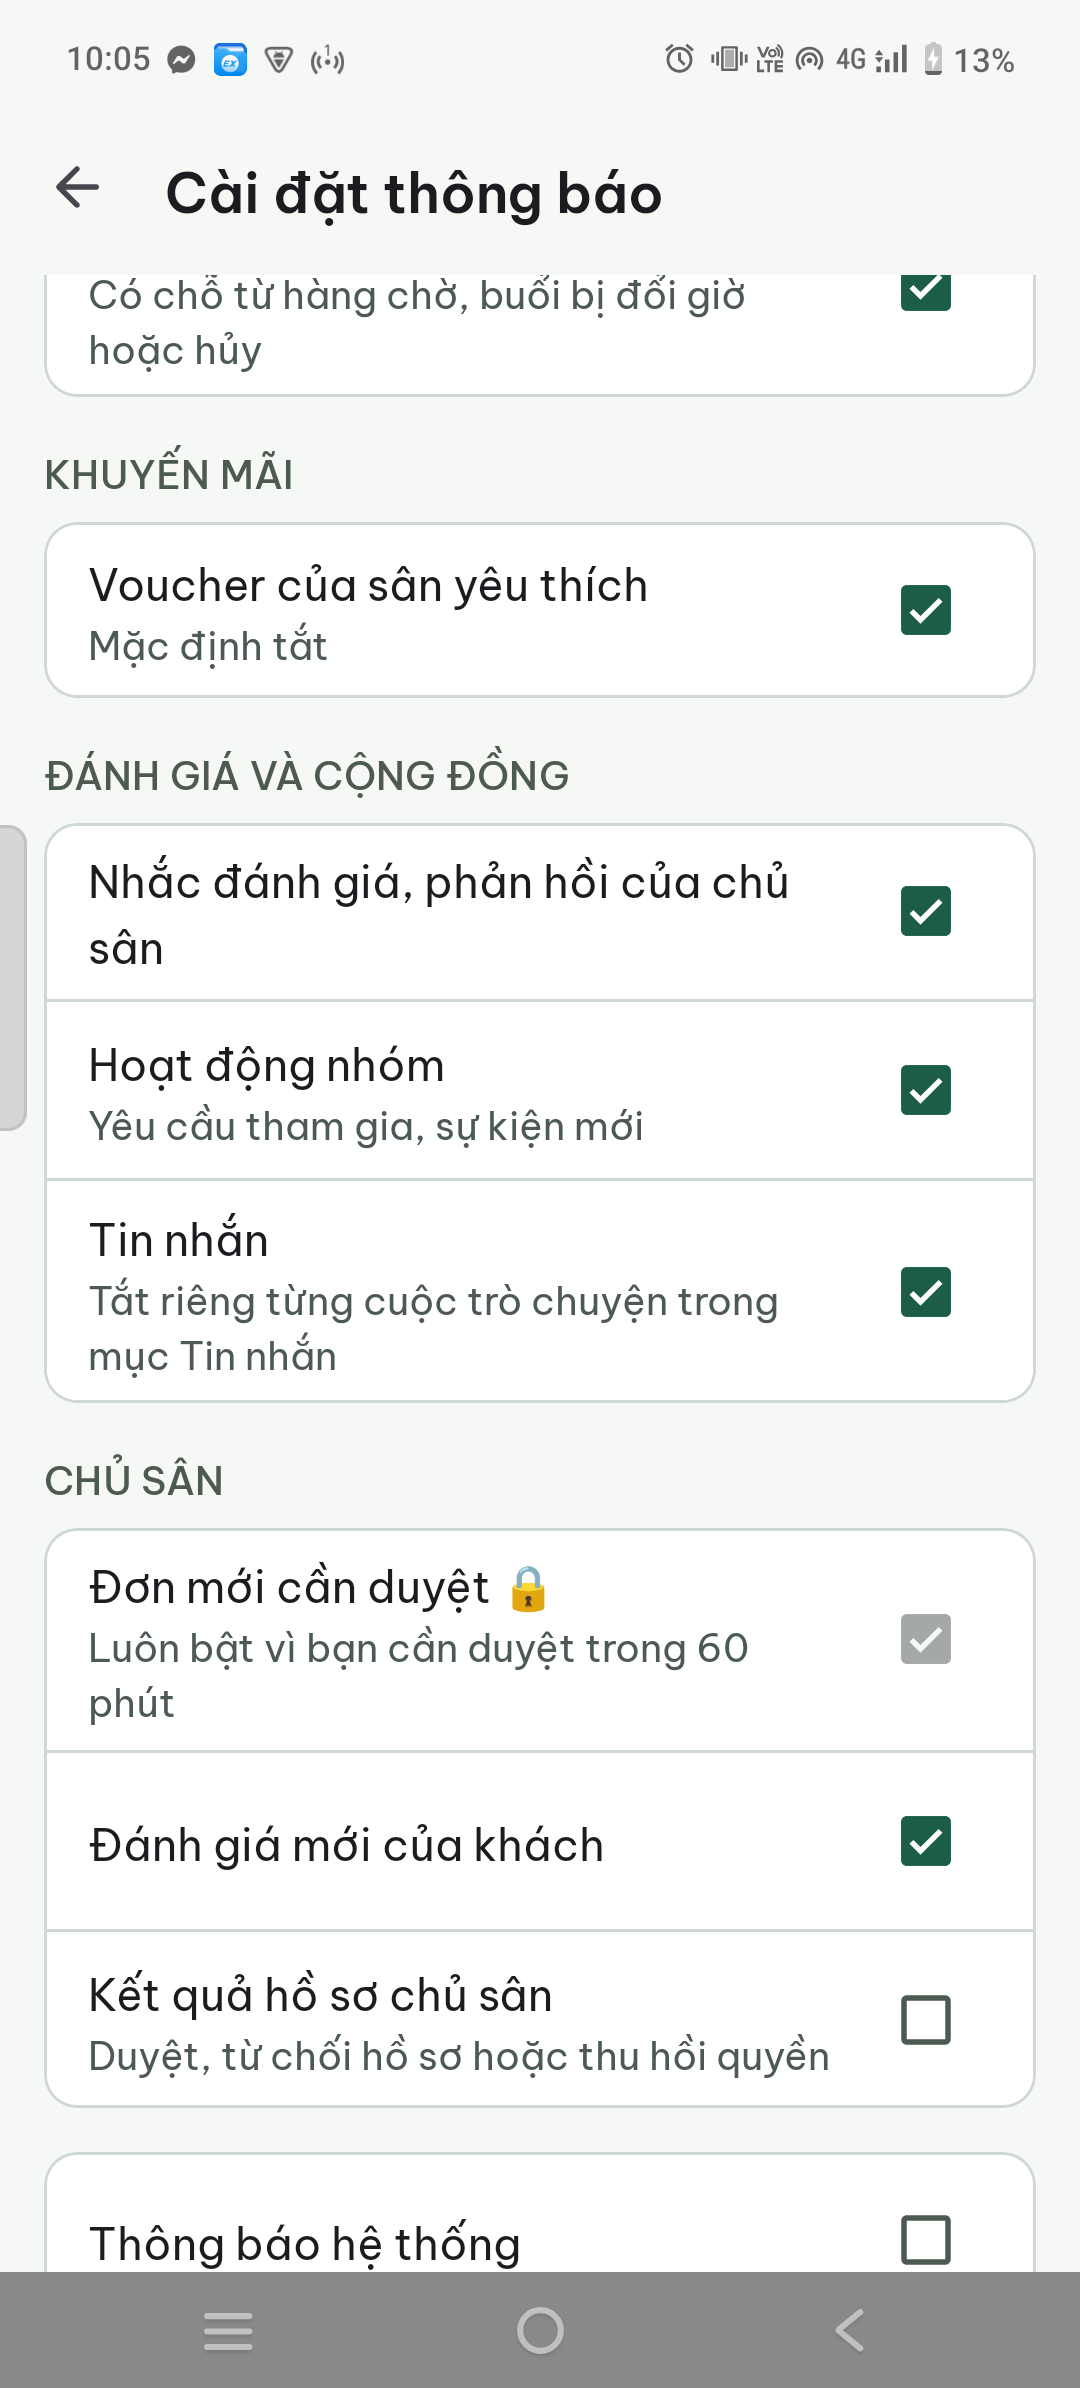 10:05
4G 13%
Cài đặt thông báo
Có chỗ từ hàng chờ, buổi bị đổi giờ
hoặc hủy
KHUYẾN MÃI
Voucher của sân yêu thích
Mặc định tắt
ĐÁNH GIÁ VÀ CỘNG ĐỒNG
Nhắc đánh giá, phản hồi của chủ
sân
Hoạt động nhóm
Yêu cầu tham gia, sự kiện mới
Tin nhắn
Tắt riêng từng cuộc trò chuyện trong
mục Tin nhắn
CHỦ SÂN
Đơn mới cần duyệt 🔒
Luôn bật vì bạn cần duyệt trong 60
phút
Đánh giá mới của khách
Kết quả hồ sơ chủ sân
Duyệt, từ chối hồ sơ hoặc thu hồi quyền
Thông báo hệ thống